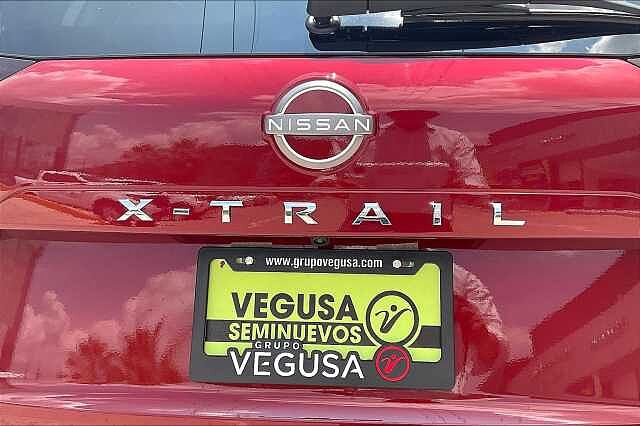 NISSAN
X-TRAIL
www.grupovegusa.com
VEGUSA
SEMINUEVOS
GRUPO
VEGUSA